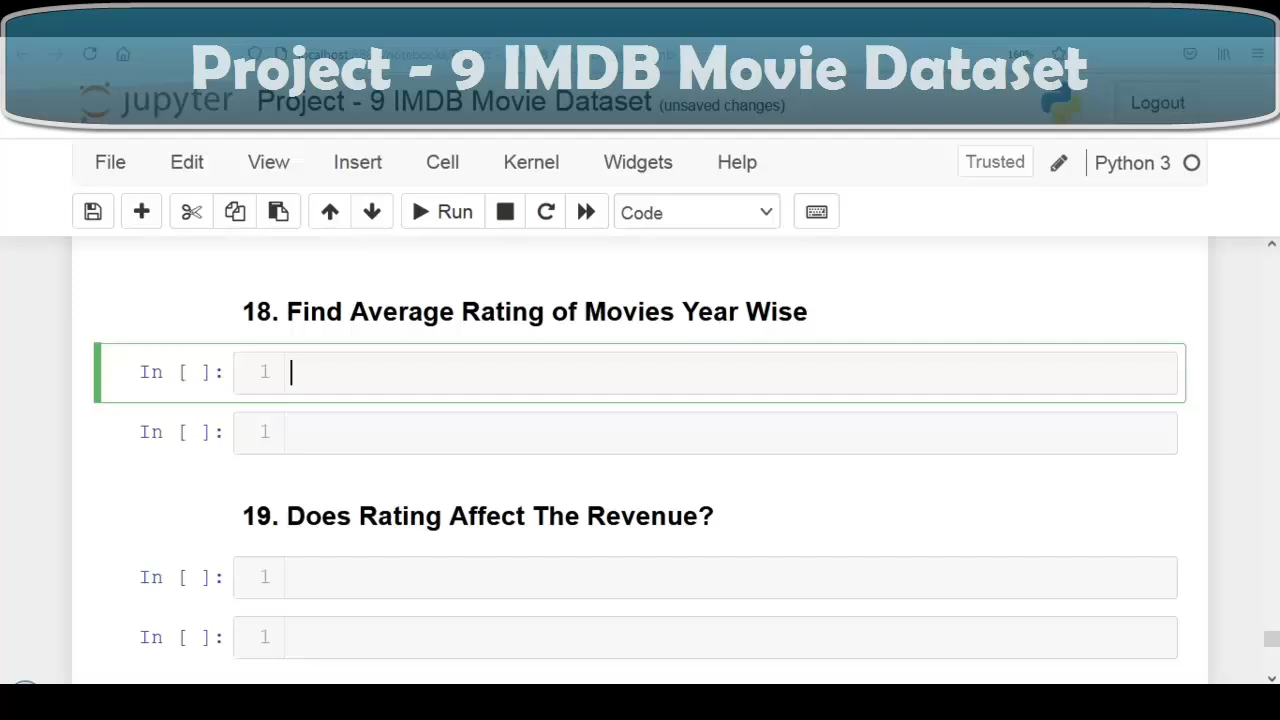 Project - 9 IMDB Movie Dataset
jupyter Project - 9 IMDB Movie Dataset (unsaved changes)
Logout
File Edit View Insert Cell Kernel Widgets Help Trusted Python 3
Run Code
18. Find Average Rating of Movies Year Wise
In [ ]: 1
In [ ]: 1
19. Does Rating Affect The Revenue?
In [ ]: 1
In [ ]: 1